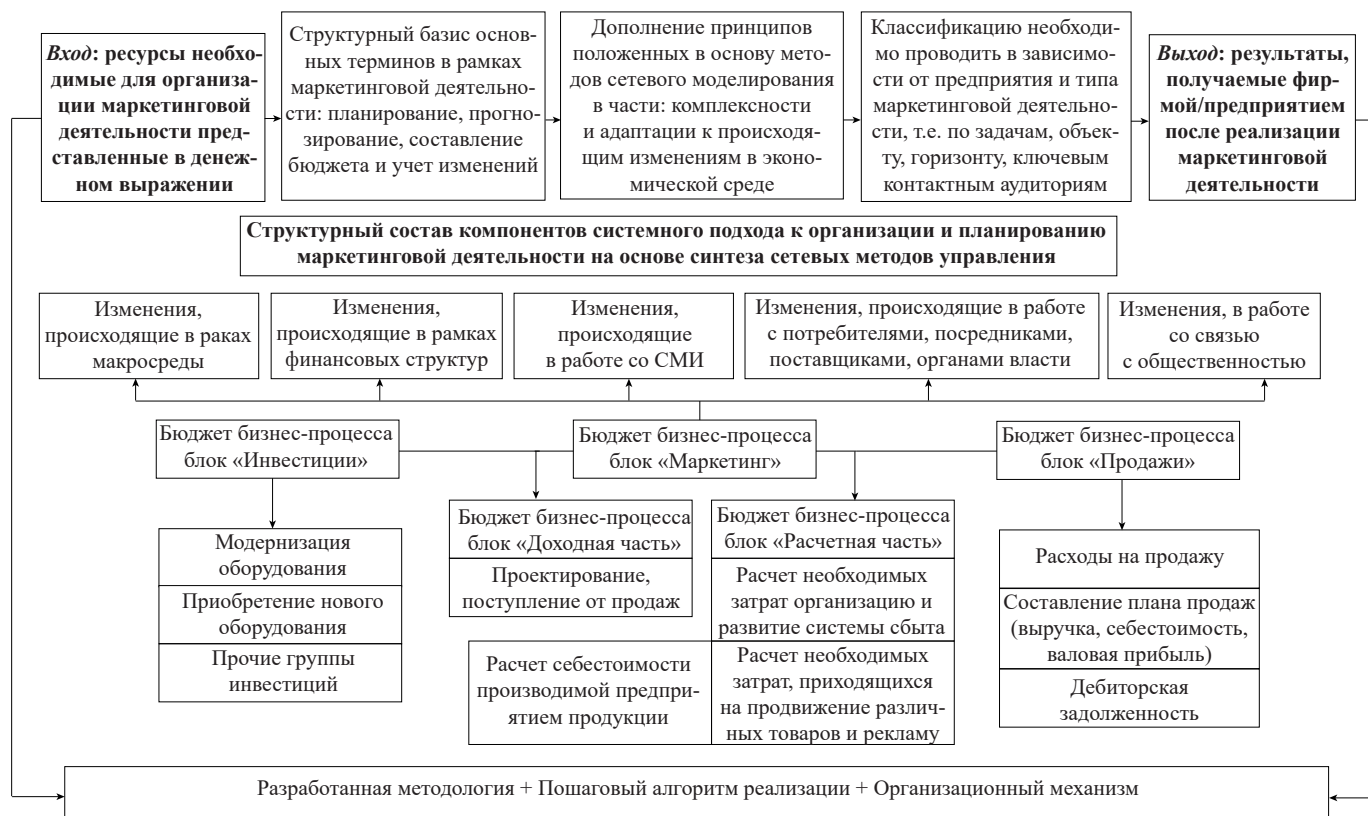 Вход: ресурсы необхо-
димые для организа-
ции маркетинговой
деятельности пред-
ставленные в денеж-
ном выражении
Структурный базис основ-
ных терминов в рамках
маркетинговой деятельно-
сти: планирование, прогно-
зирование, составление
бюджета и учет изменений
Дополнение принципов
положенных в основу мето-
дов сетевого моделирования
в части: комплексности
и адаптации к происходя-
щим изменениям в эконо-
мической среде
Классификацию необходи-
мо проводить в зависимо-
сти от предприятия и типа
маркетинговой деятельно-
сти, т.е. по задачам, объек-
ту, горизонту, ключевым
контактным аудиториям
Выход: результаты,
получаемые фир-
мой/предприятием
после реализации
маркетинговой
деятельности
Структурный состав компонентов системного подхода к организации и планированию
маркетинговой деятельности на основе синтеза сетевых методов управления
Изменения,
происходящие в раках
макросреды
Изменения,
происходящие в рамках
финансовых структур
Изменения,
происходящие
в работе со СМИ
Изменения, происходящие в работе
с потребителями, посредниками,
поставщиками, органами власти
Изменения, в работе
со связью
с общественностью
Бюджет бизнес-процесса
блок «Инвестиции»
Бюджет бизнес-процесса
блок «Маркетинг»
Бюджет бизнес-процесса
блок «Продажи»
Бюджет бизнес-процесса
блок «Доходная часть»
Бюджет бизнес-процесса
блок «Расчетная часть»
Модернизация
оборудования
Приобретение нового
оборудования
Прочие группы
инвестиций
Проектирование,
поступление от продаж
Расчет себестоимости
производимой предпри-
ятием продукции
Расчет необходимых
затрат организацию и
развитие системы сбыта
Расчет необходимых
затрат, приходящихся
на продвижение различ-
ных товаров и рекламу
Расходы на продажу
Составление плана продаж
(выручка, себестоимость,
валовая прибыль)
Дебиторская
задолженность
Разработанная методология + Пошаговый алгоритм реализации + Организационный механизм